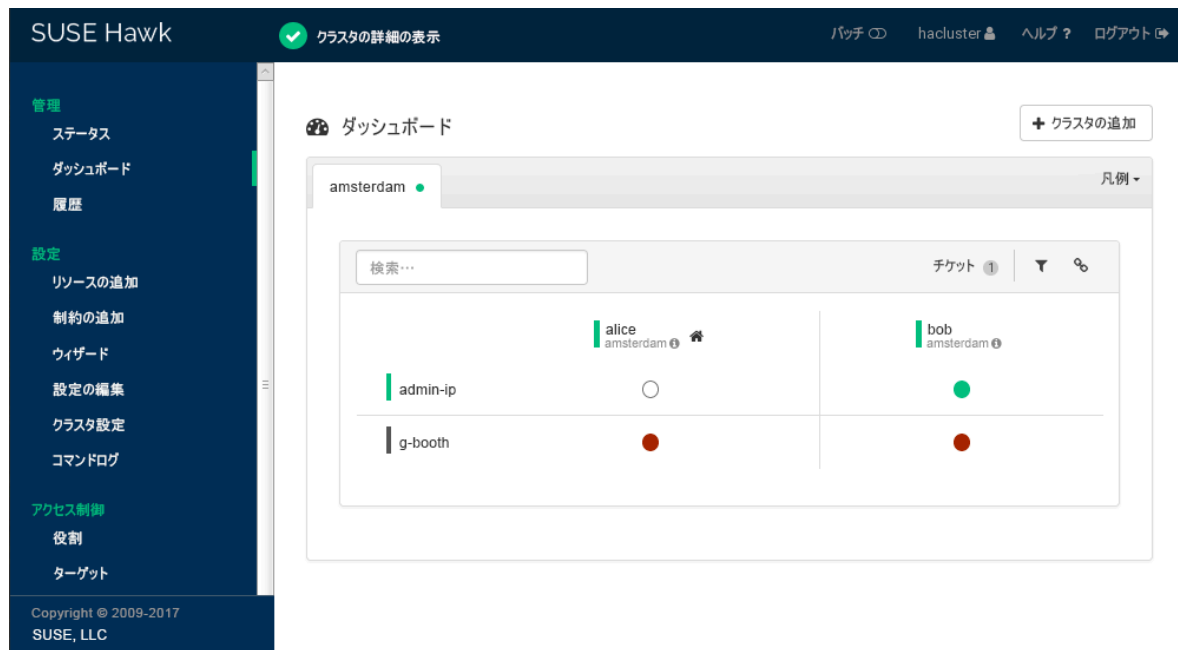 SUSE Hawk
クラスタの詳細の表示
バッチ
hacluster
ヘルプ ?
ログアウト
管理
ステータス
ダッシュボード
履歴
設定
リソースの追加
制約の追加
ウィザード
設定の編集
クラスタ設定
コマンドログ
アクセス制御
役割
ターゲット
Copyright © 2009-2017
SUSE, LLC
ダッシュボード
+ クラスタの追加
amsterdam
凡例
検索…
チケット 1
alice
amsterdam
bob
amsterdam
admin-ip
g-booth